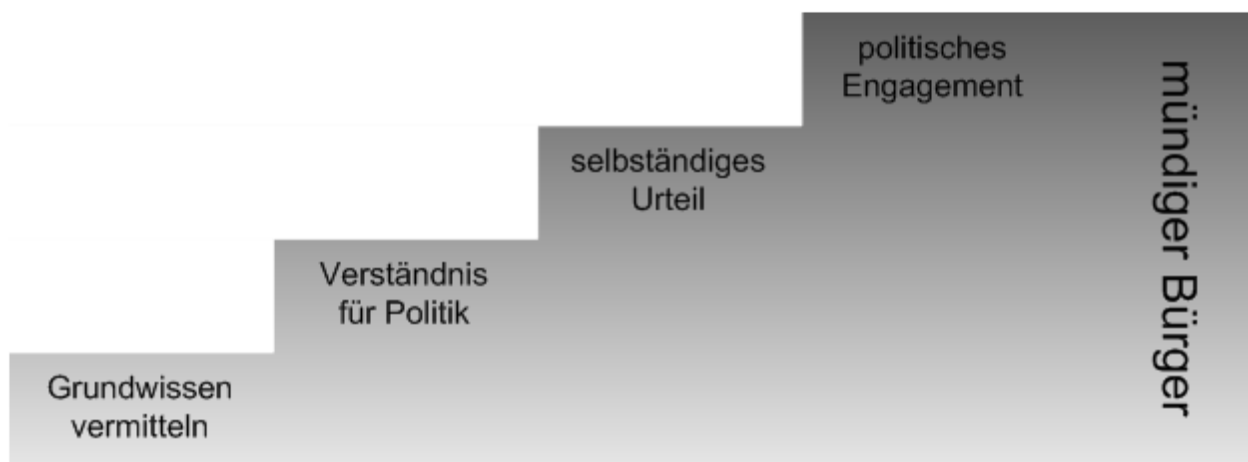 politisches
Engagement
selbständiges
Urteil
Verständnis
für Politik
Grundwissen
vermitteln
mündiger Bürger